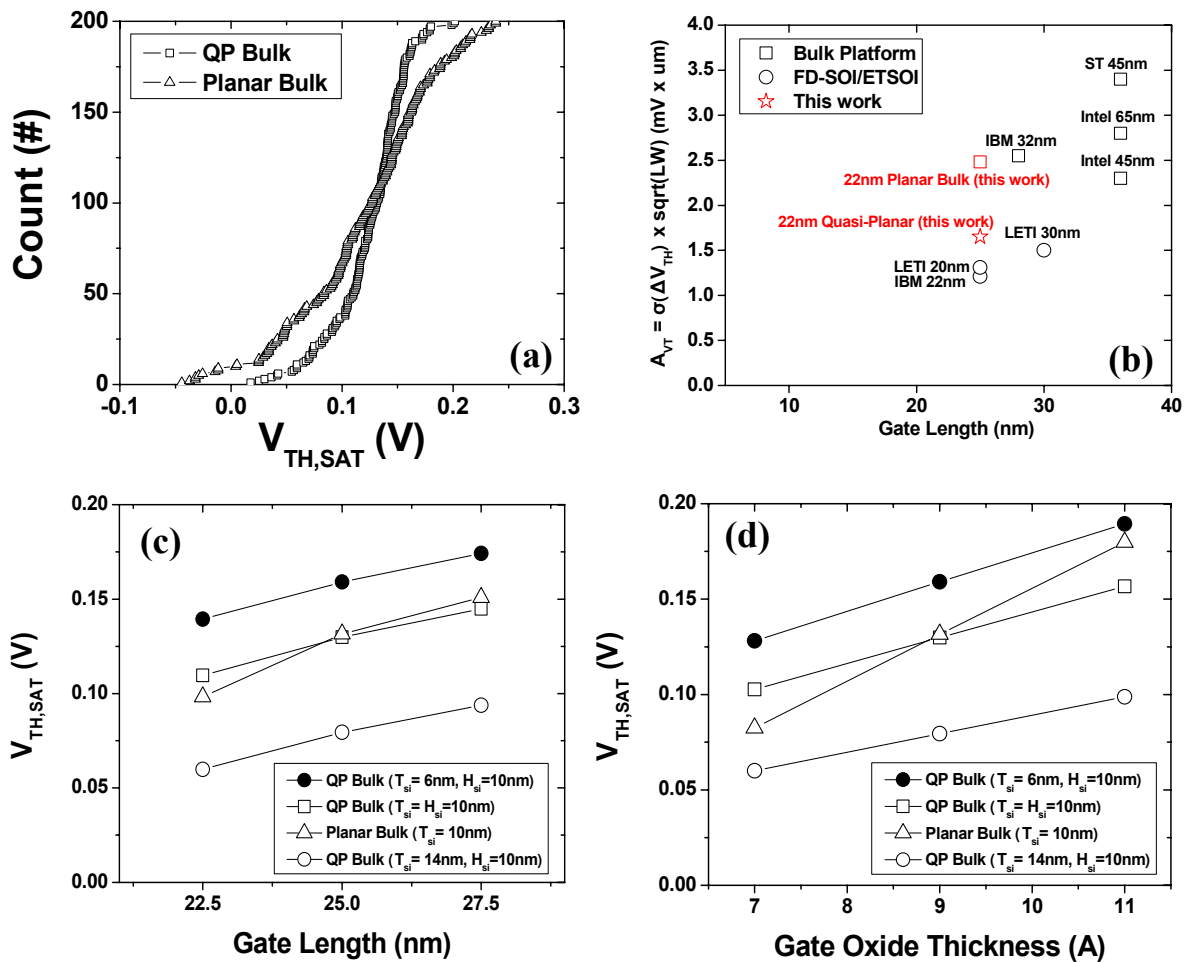 QP Bulk
Planar Bulk
200
150
100
50
0
Count (#)
-0.1 0.0 0.1 0.2 0.3
V_TH,SAT (V)
(a)
Bulk Platform
FD-SOI/ETSOI
This work
4.0
3.5
3.0
2.5
2.0
1.5
1.0
0.5
0.0
A_VT = σ(ΔV_TH) x sqrt(LW) (mV x um)
ST 45nm
Intel 65nm
IBM 32nm
Intel 45nm
22nm Planar Bulk (this work)
22nm Quasi-Planar (this work)
LETI 30nm
LETI 20nm
IBM 22nm
(b)
10 20 30 40
Gate Length (nm)
(c)
0.20
0.15
0.10
0.05
0.00
V_TH,SAT (V)
QP Bulk (T_si= 6nm, H_si=10nm)
QP Bulk (T_si= H_si=10nm)
Planar Bulk (T_si= 10nm)
QP Bulk (T_si= 14nm, H_si=10nm)
22.5 25.0 27.5
Gate Length (nm)
(d)
0.20
0.15
0.10
0.05
0.00
V_TH,SAT (V)
QP Bulk (T_si= 6nm, H_si=10nm)
QP Bulk (T_si= H_si=10nm)
Planar Bulk (T_si= 10nm)
QP Bulk (T_si= 14nm, H_si=10nm)
7 8 9 10 11
Gate Oxide Thickness (A)